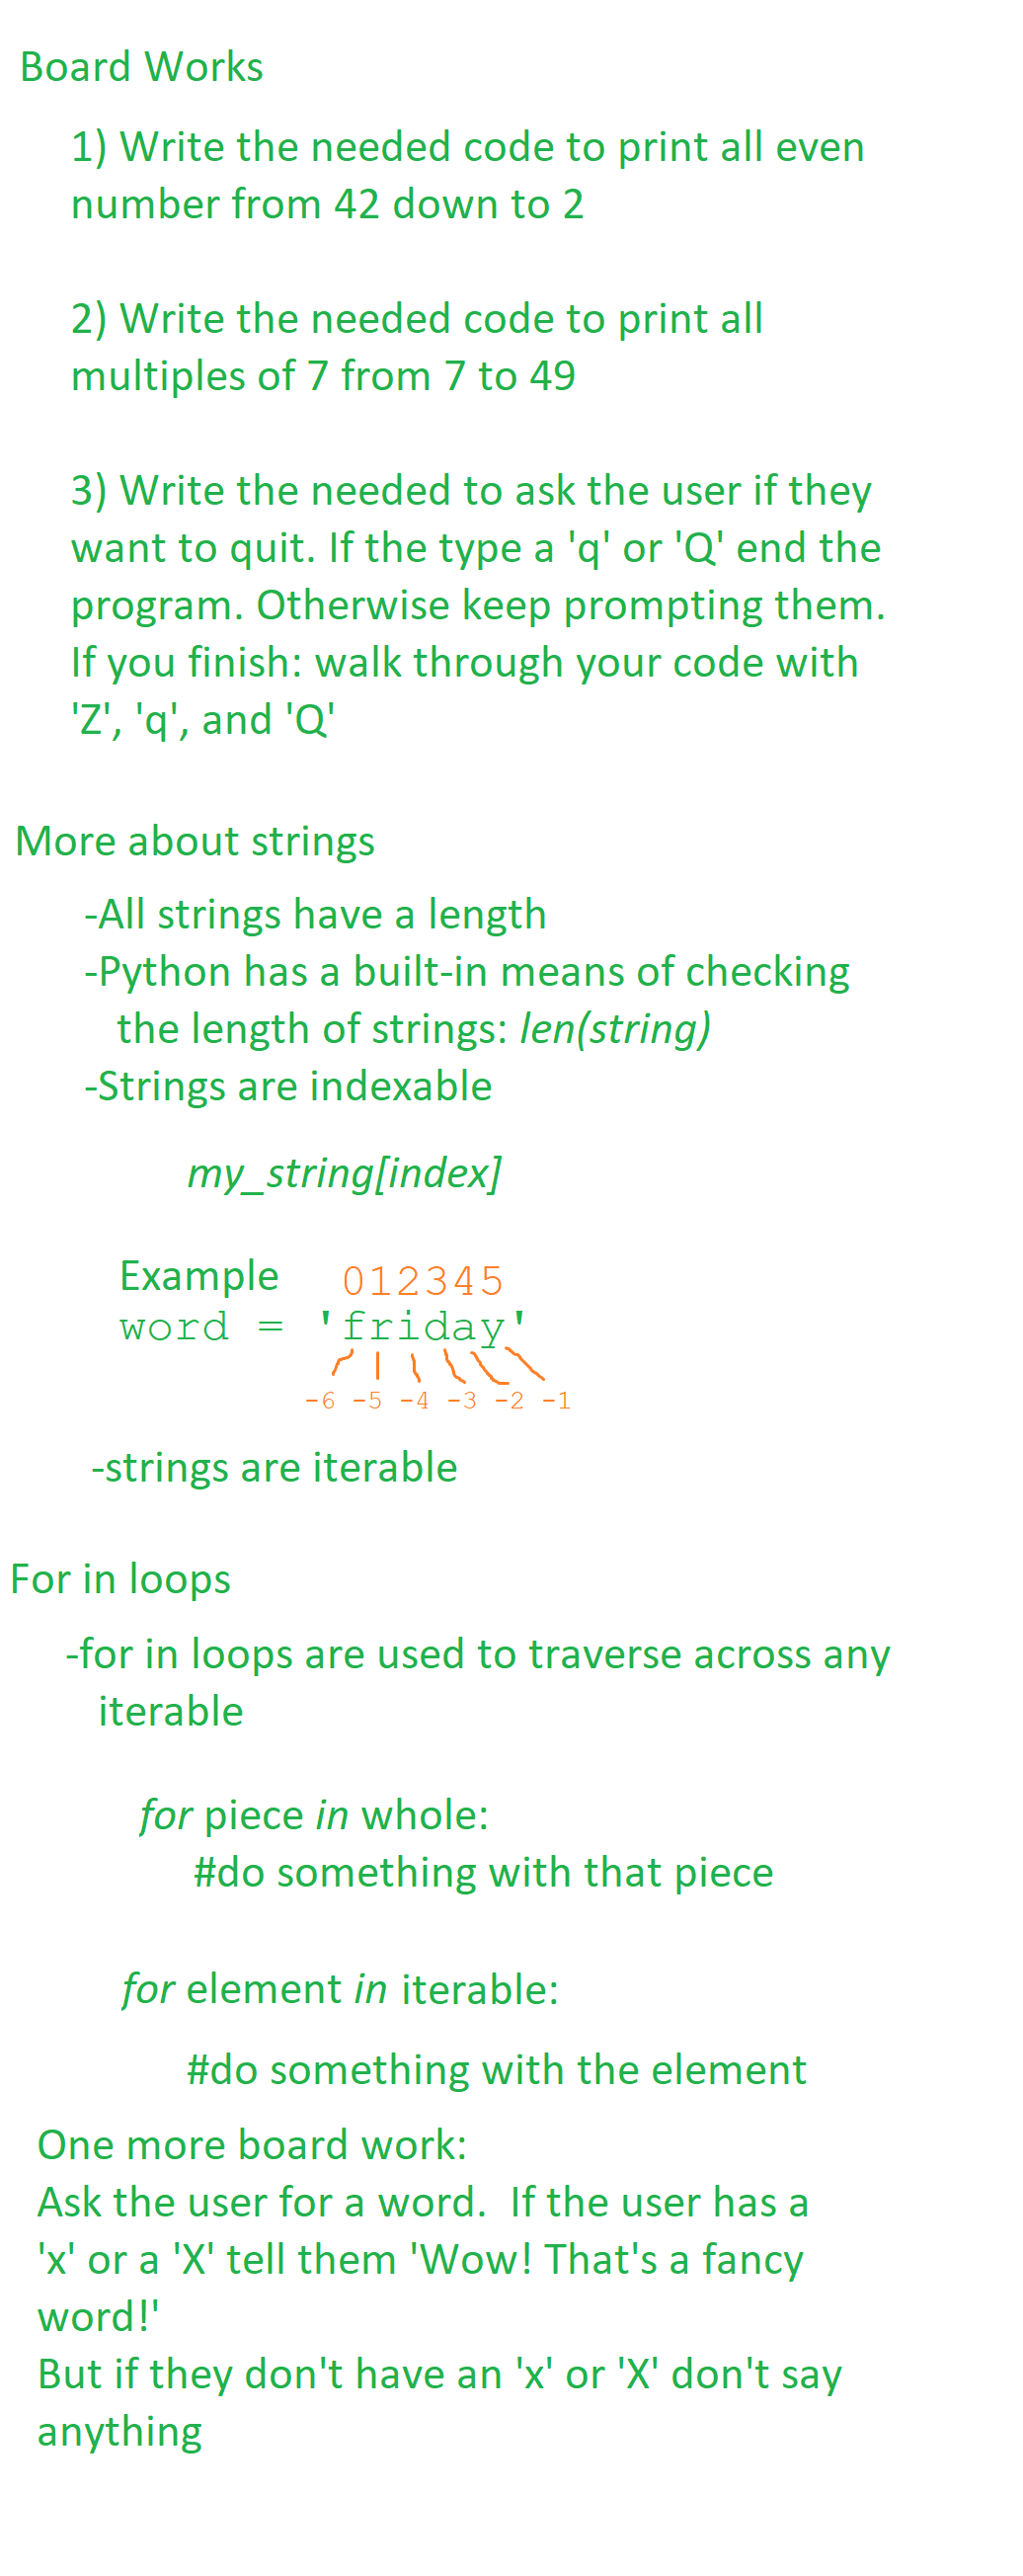 Board Works
1) Write the needed code to print all even
number from 42 down to 2
2) Write the needed code to print all
multiples of 7 from 7 to 49
3) Write the needed to ask the user if they
want to quit. If the type a 'q' or 'Q' end the
program. Otherwise keep prompting them.
If you finish: walk through your code with
'Z', 'q', and 'Q'
More about strings
-All strings have a length
-Python has a built-in means of checking
the length of strings: len(string)
-Strings are indexable
my_string[index]
Example 012345
word = 'friday'
-6 -5 -4 -3 -2 -1
-strings are iterable
For in loops
-for in loops are used to traverse across any
iterable
for piece in whole:
#do something with that piece
for element in iterable:
#do something with the element
One more board work:
Ask the user for a word.  If the user has a
'x' or a 'X' tell them 'Wow! That's a fancy
word!'
But if they don't have an 'x' or 'X' don't say
anything